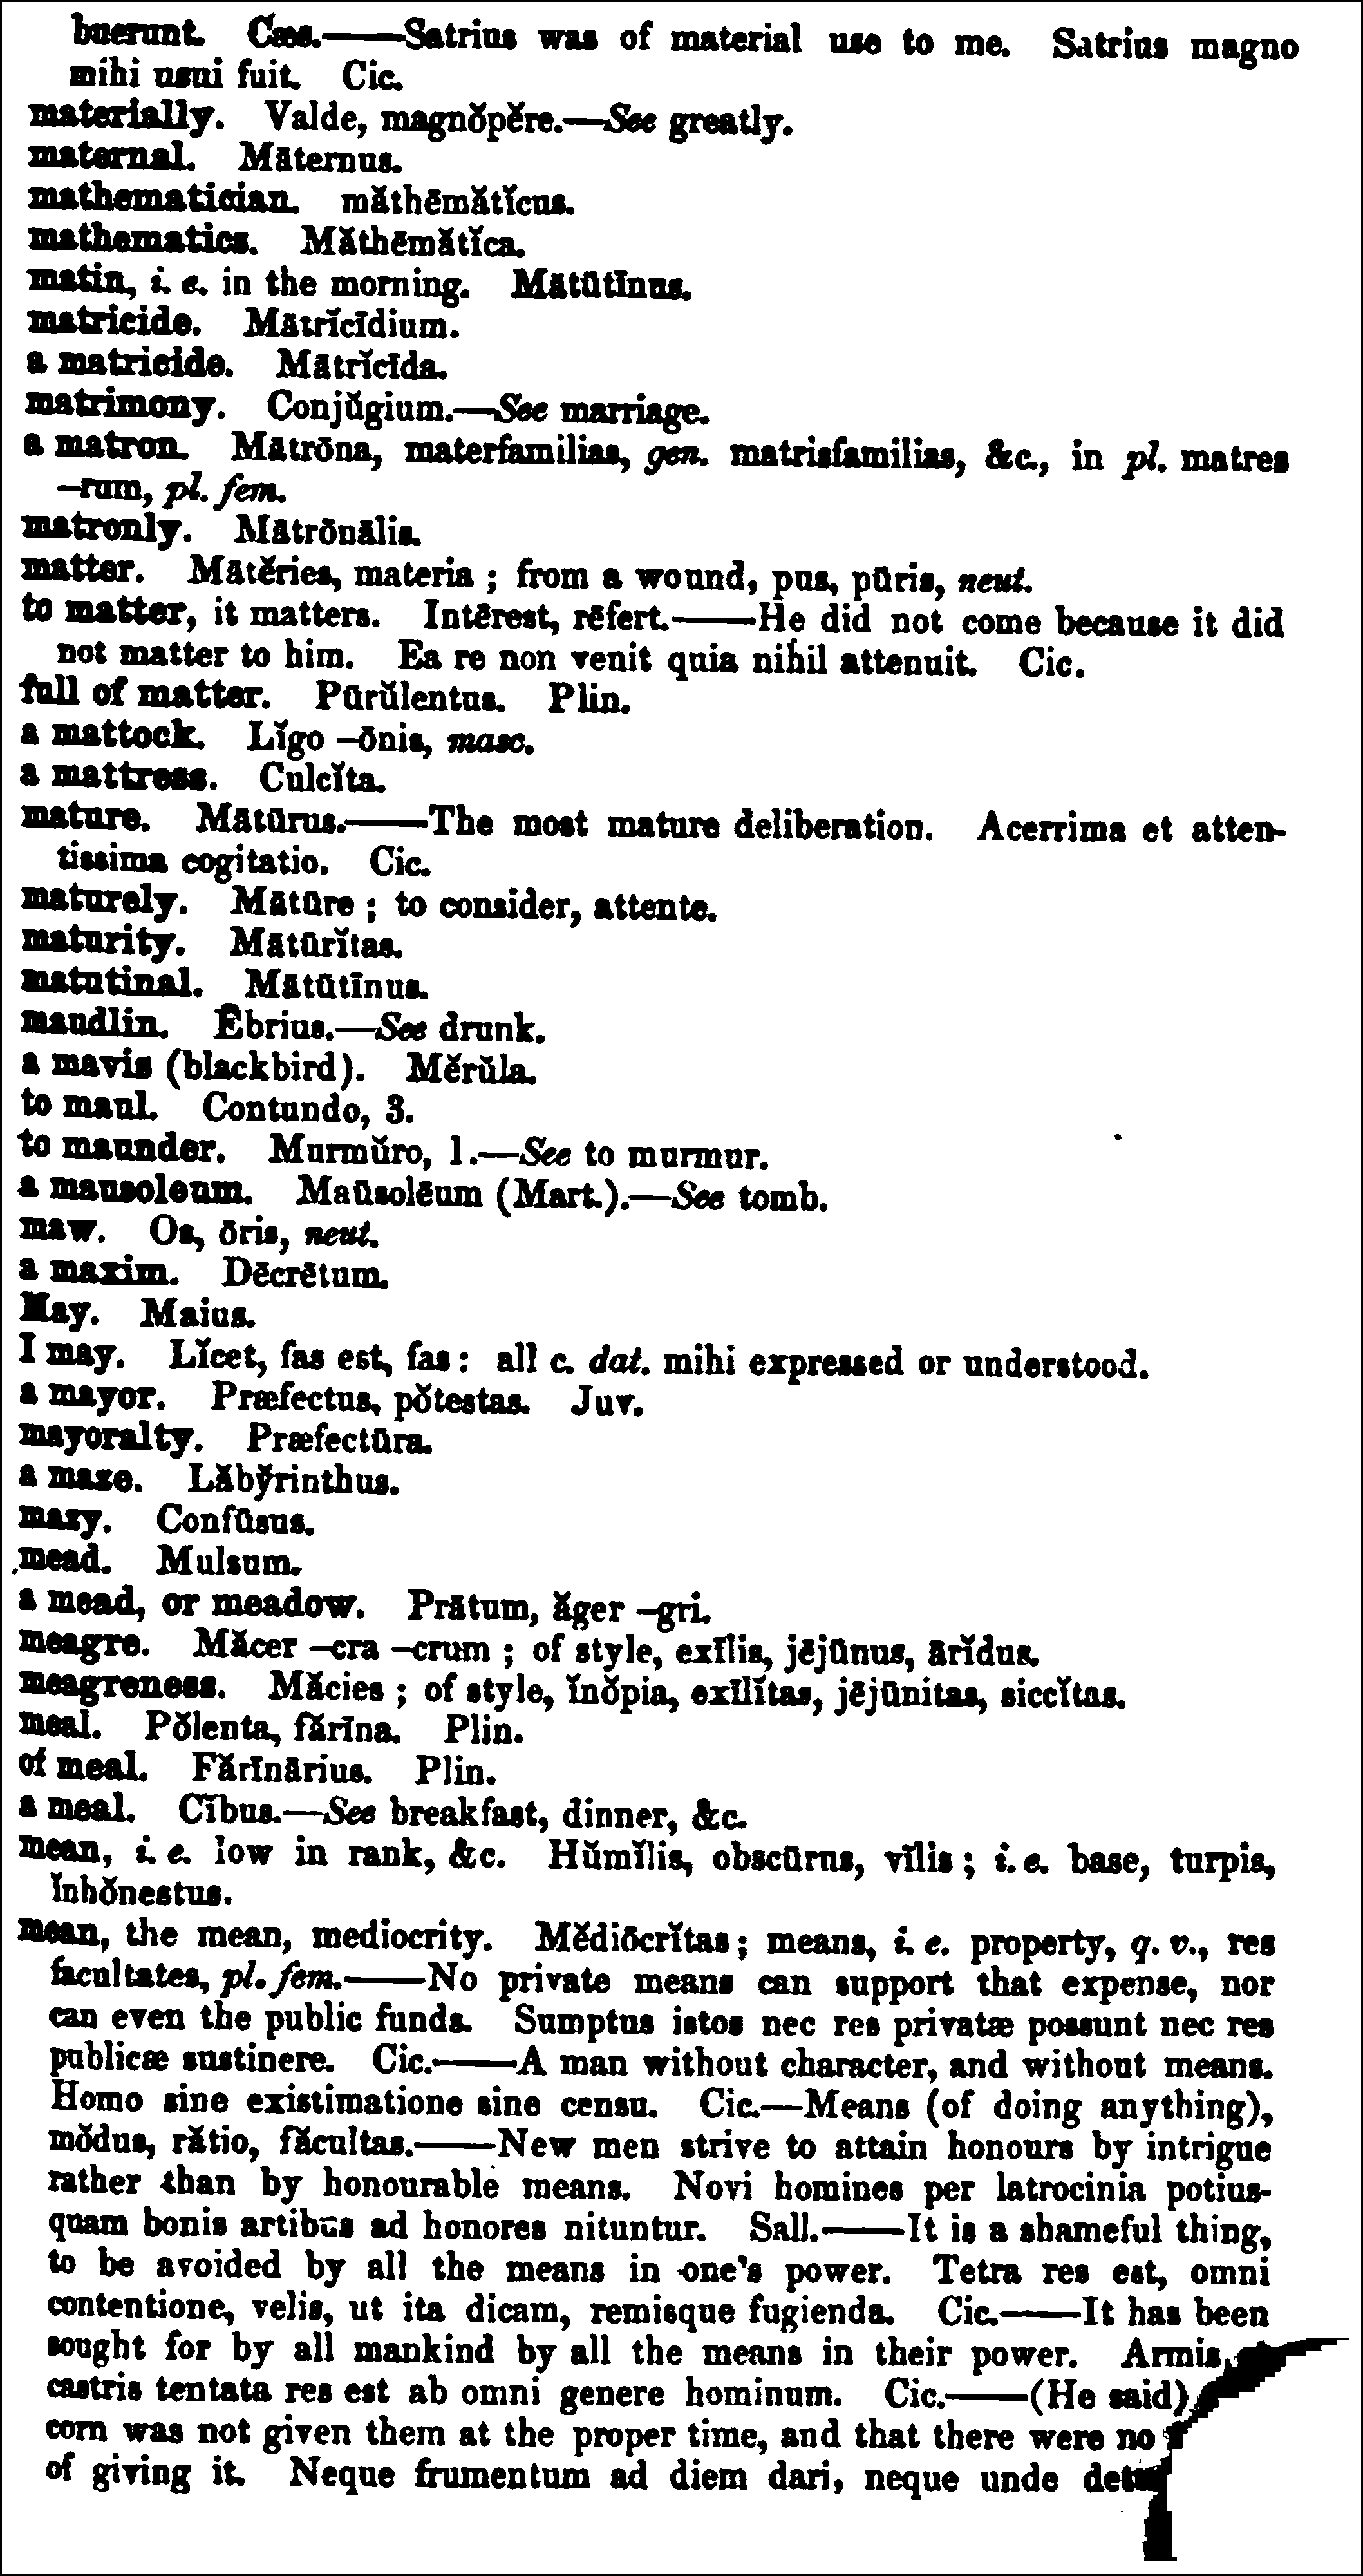 buerunt. Cæs.——Satrius was of material use to me. Satrius magno
mihi usui fuit. Cic.
materially. Valde, magnŏpĕre.—See greatly.
maternal. Māternus.
mathematician. măthēmătĭcus.
mathematics. Măthēmătĭca.
matin, i. e. in the morning. Mātūtīnus.
matricide. Mātrĭcīdium.
a matricide. Mātrĭcīda.
matrimony. Conjŭgium.—See marriage.
a matron. Mātrōna, materfamilias, gen. matrisfamilias, &c., in pl. matres
–rum, pl. fem.
matronly. Mātrōnālis.
matter. Mātĕries, materia ; from a wound, pus, pūris, neut.
to matter, it matters. Intĕrest, rēfert.——He did not come because it did
not matter to him. Ea re non venit quia nihil attenuit. Cic.
full of matter. Pūrŭlentus. Plin.
a mattock. Lĭgo –ōnis, masc.
a mattress. Culcĭta.
mature. Mātūrus.——The most mature deliberation. Acerrima et atten-
tissima cogitatio. Cic.
maturely. Mātūre ; to consider, attente.
maturity. Mātūrĭtas.
matutinal. Mātūtīnus.
maudlin. Ēbrius.—See drunk.
a mavis (blackbird). Mĕrŭla.
to maul. Contundo, 3.
to maunder. Murmŭro, 1.—See to murmur.
a mausoleum. Maūsolēum (Mart.).—See tomb.
maw. Os, ōris, neut.
a maxim. Dēcrētum.
May. Maius.
I may. Lĭcet, fas est, fas : all c. dat. mihi expressed or understood.
a mayor. Præfectus, pŏtestas. Juv.
mayoralty. Præfectūra.
a maze. Lăbўrinthus.
mazy. Confūsus.
mead. Mulsum.
a mead, or meadow. Prātum, ăger –gri.
meagre. Măcer –cra –crum ; of style, exīlis, jējūnus, ārĭdus.
meagreness. Măcies ; of style, ĭnŏpia, exīlĭtas, jējūnitas, siccĭtas.
meal. Pŏlenta, fărīna. Plin.
of meal. Fărīnārius. Plin.
a meal. Cĭbus.—See breakfast, dinner, &c.
mean, i. e. low in rank, &c. Hŭmĭlis, obscūrus, vīlis ; i. e. base, turpis,
ĭnhŏnestus.
mean, the mean, mediocrity. Mĕdiōcrĭtas ; means, i. e. property, q. v., res
facultates, pl. fem.——No private means can support that expense, nor
can even the public funds. Sumptus istos nec res privatæ possunt nec res
publicæ sustinere. Cic.——A man without character, and without means.
Homo sine existimatione sine censu. Cic.—Means (of doing anything),
mŏdus, rătio, făcultas.——New men strive to attain honours by intrigue
rather than by honourable means. Novi homines per latrocinia potius-
quam bonis artibus ad honores nituntur. Sall.——It is a shameful thing,
to be avoided by all the means in one's power. Tetra res est, omni
contentione, velis, ut ita dicam, remisque fugienda. Cic.——It has been
sought for by all mankind by all the means in their power. Armis
castris tentata res est ab omni genere hominum. Cic.——(He said)
corn was not given them at the proper time, and that there were no
of giving it. Neque frumentum ad diem dari, neque unde